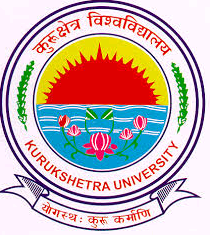 कुरुक्षेत्र विश्वविद्यालय
KURUKSHETRA UNIVERSITY
योगस्थः कुरु कर्माणि